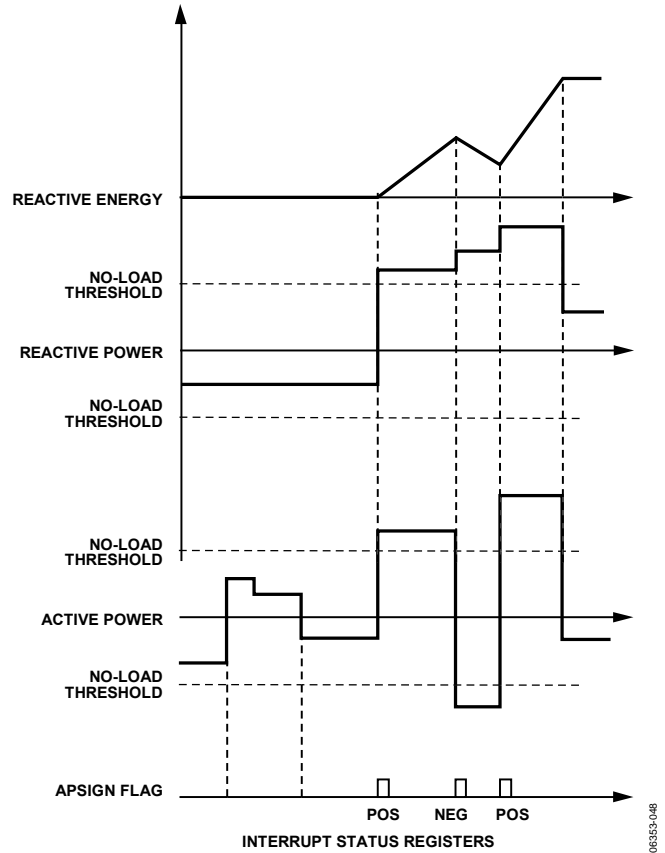 REACTIVE ENERGY
NO-LOAD
THRESHOLD
REACTIVE POWER
NO-LOAD
THRESHOLD
NO-LOAD
THRESHOLD
ACTIVE POWER
NO-LOAD
THRESHOLD
APSIGN FLAG
POS NEG POS
INTERRUPT STATUS REGISTERS
06353-048